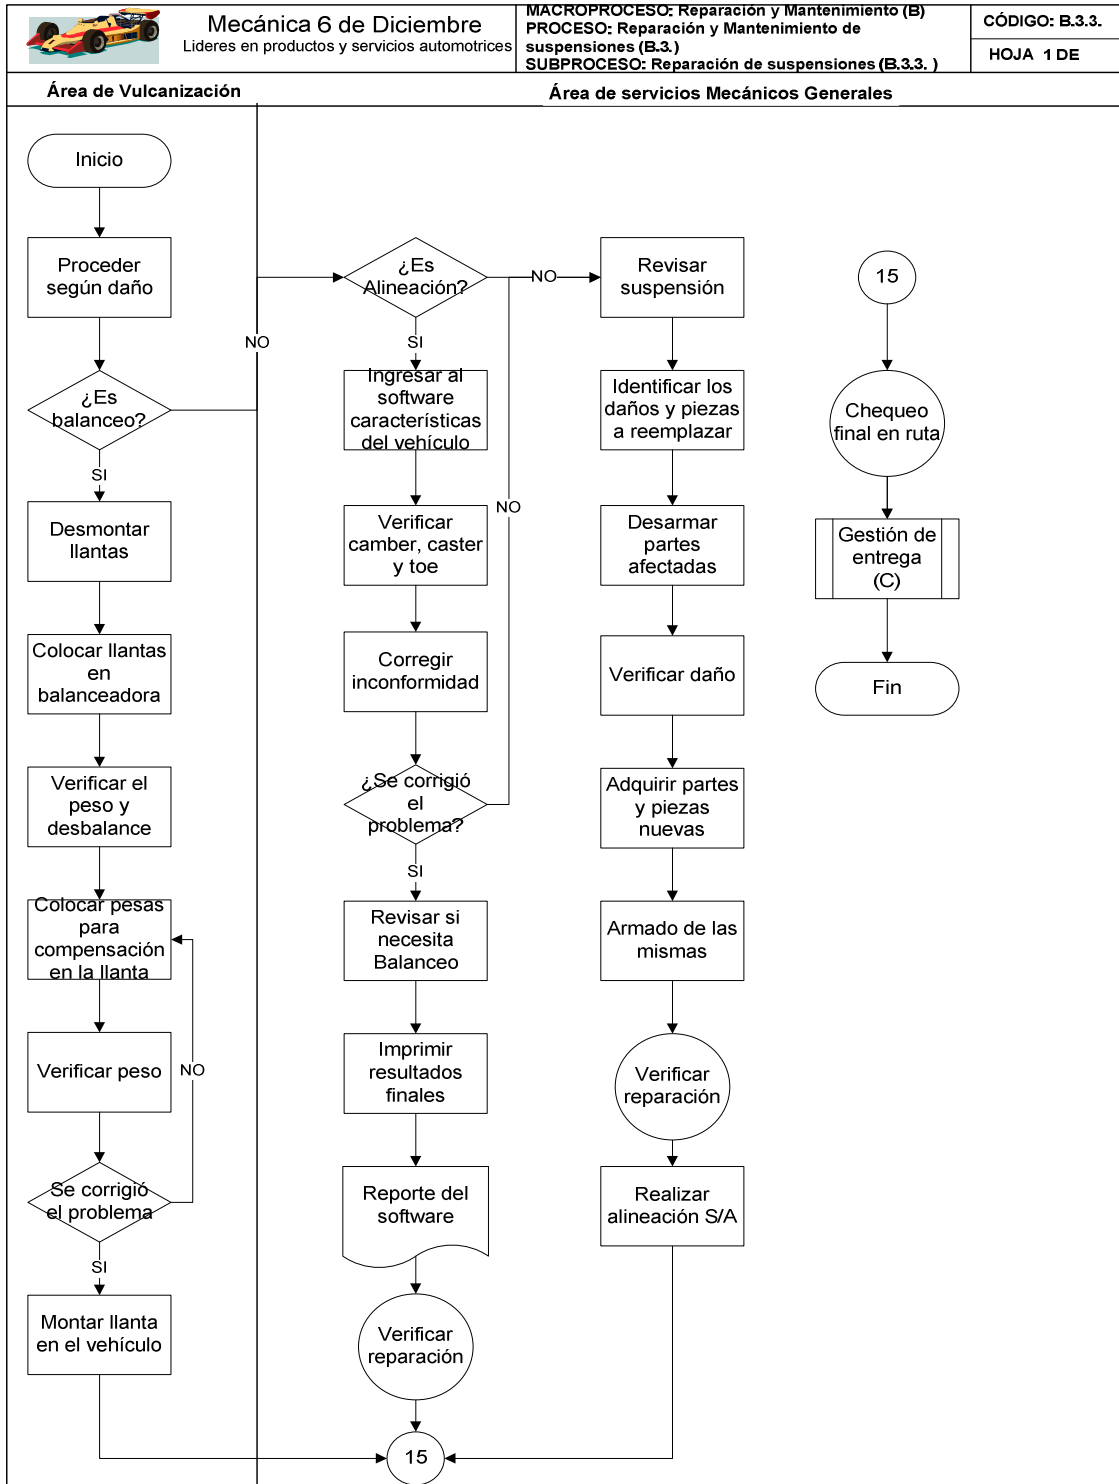 Mecánica 6 de Diciembre
Lideres en productos y servicios automotrices
MACROPROCESO: Reparación y Mantenimiento (B)
PROCESO: Reparación y Mantenimiento de
suspensiones (B.3.)
SUBPROCESO: Reparación de suspensiones (B.3.3. )
CÓDIGO: B.3.3.
HOJA 1 DE
Área de Vulcanización
Área de servicios Mecánicos Generales
Inicio
Proceder
según daño
¿Es
balanceo?
NO
SI
Desmontar
llantas
Colocar llantas
en
balanceadora
Verificar el
peso y
desbalance
Colocar pesas
para
compensación
en la llanta
Verificar peso
NO
Se corrigió
el problema
SI
Montar llanta
en el vehículo
¿Es
Alineación?
NO
SI
Ingresar al
software
características
del vehículo
Verificar
camber, caster
y toe
NO
Corregir
inconformidad
¿Se corrigió
el
problema?
SI
Revisar si
necesita
Balanceo
Imprimir
resultados
finales
Reporte del
software
Verificar
reparación
15
Revisar
suspensión
Identificar los
daños y piezas
a reemplazar
Desarmar
partes
afectadas
Verificar daño
Adquirir partes
y piezas
nuevas
Armado de las
mismas
Verificar
reparación
Realizar
alineación S/A
15
Chequeo
final en ruta
Gestión de
entrega
(C)
Fin